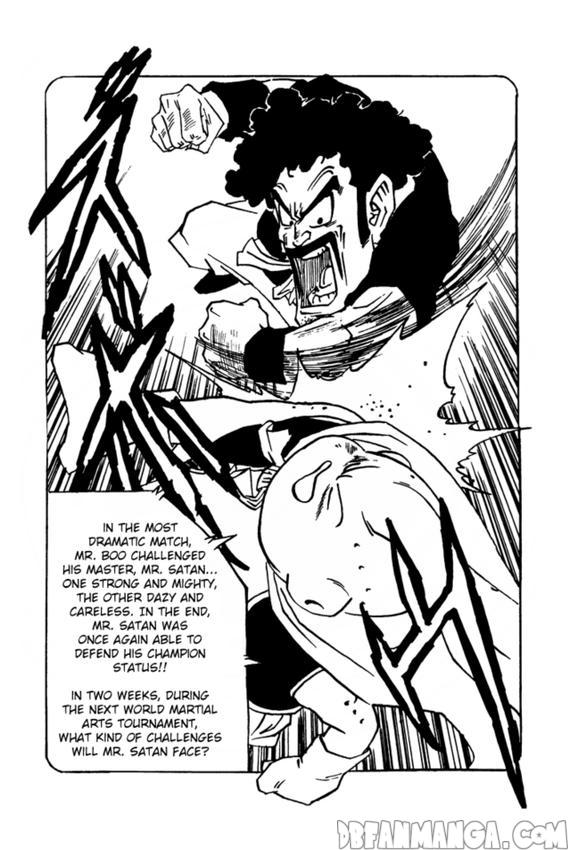 IN THE MOST
DRAMATIC MATCH,
MR. BOO CHALLENGED
HIS MASTER, MR. SATAN...
ONE STRONG AND MIGHTY,
THE OTHER DAZY AND
CARELESS. IN THE END,
MR. SATAN WAS
ONCE AGAIN ABLE TO
DEFEND HIS CHAMPION
STATUS!!
IN TWO WEEKS, DURING
THE NEXT WORLD MARTIAL
ARTS TOURNAMENT,
WHAT KIND OF CHALLENGES
WILL MR. SATAN FACE?
DBFANMANGA.COM